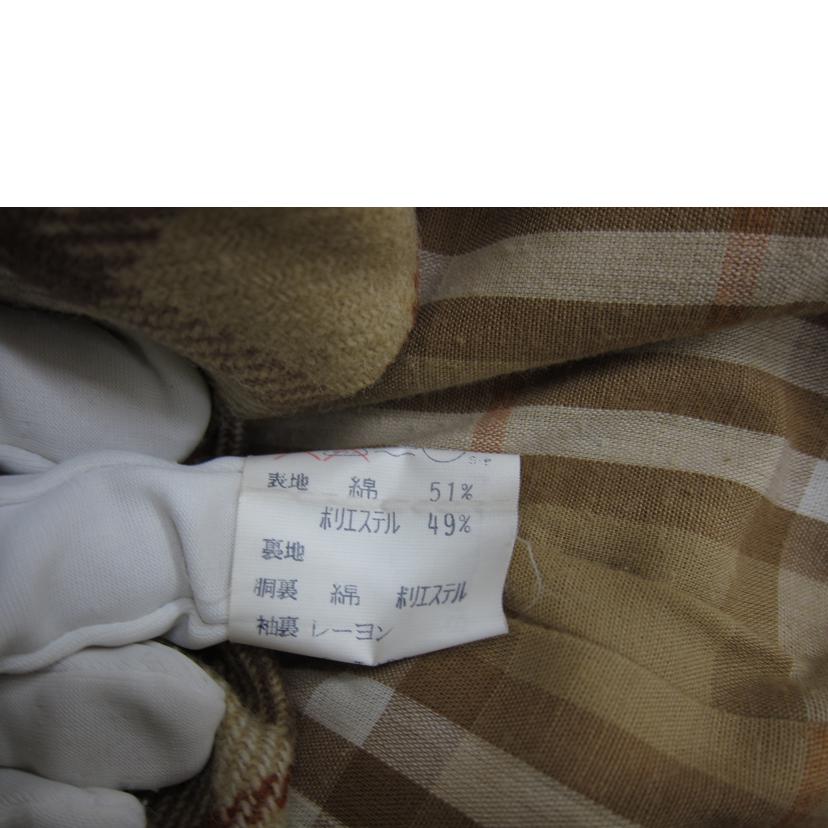 表地 綿 51%
ポリエステル 49%
裏地
胴裏 綿 ポリエステル
袖裏 レーヨン